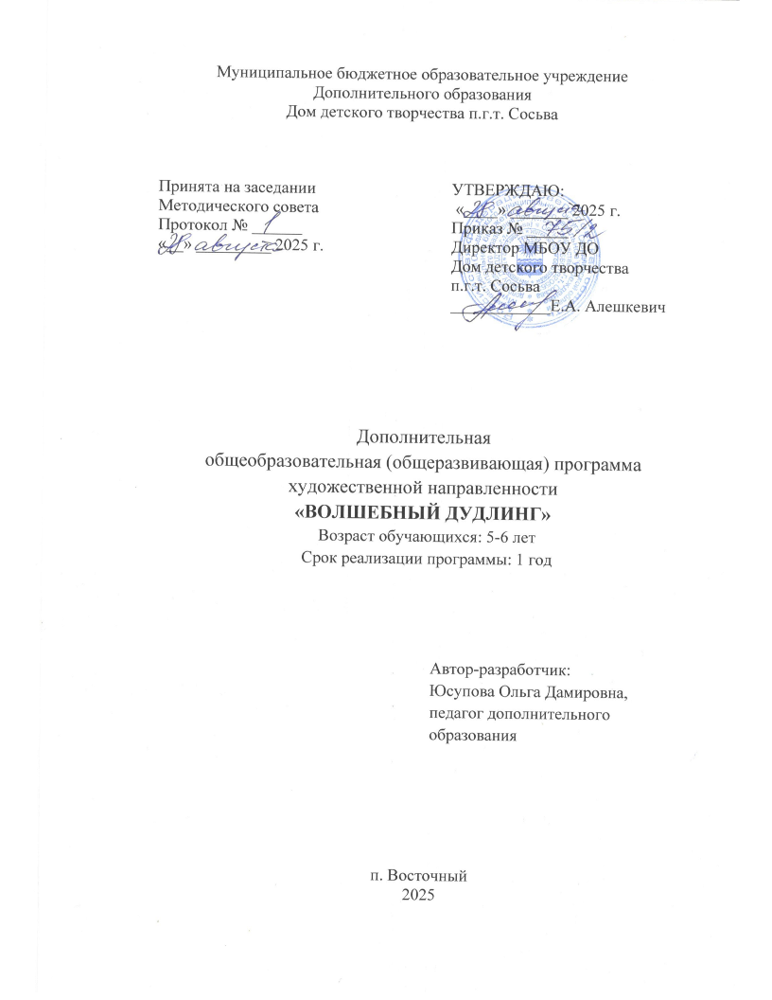 Муниципальное бюджетное образовательное учреждение
Дополнительного образования
Дом детского творчества п.г.т. Сосьва
Принята на заседании
Методического совета
Протокол № 1
«28» августа 2025 г.
УТВЕРЖДАЮ:
«28» августа 2025 г.
Приказ № 75/2
Директор МБОУ ДО
Дом детского творчества
п.г.т. Сосьва
Е.А. Алешкевич
Дополнительная
общеобразовательная (общеразвивающая) программа
художественной направленности
«ВОЛШЕБНЫЙ ДУДЛИНГ»
Возраст обучающихся: 5-6 лет
Срок реализации программы: 1 год
Автор-разработчик:
Юсупова Ольга Дамировна,
педагог дополнительного
образования
п. Восточный
2025